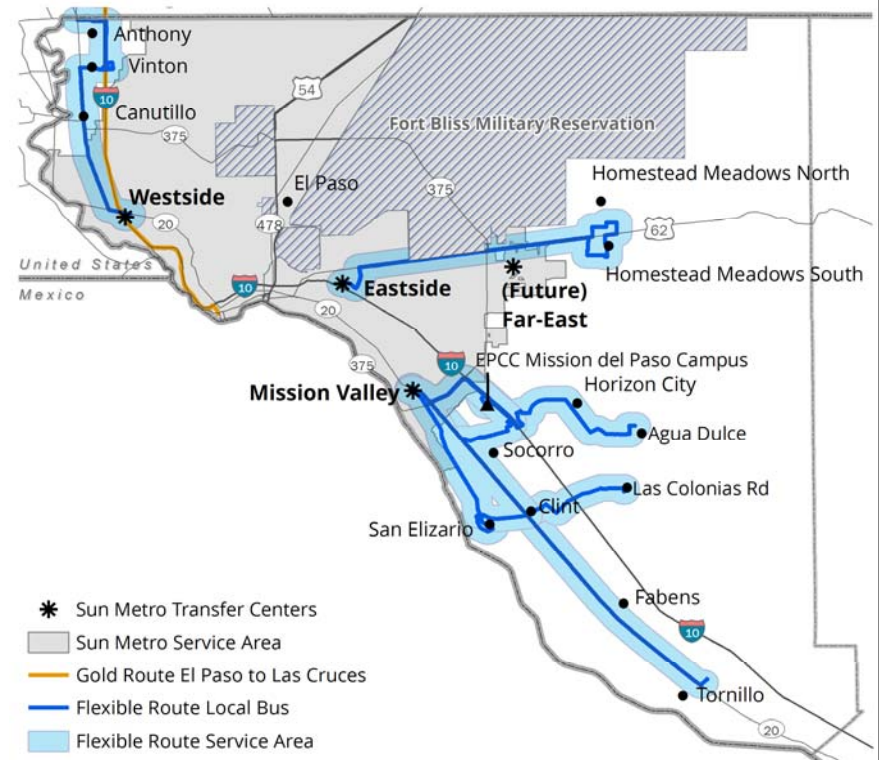 Anthony
Vinton
10
Canutillo
54
375
Fort Bliss Military Reservation
Westside
20
El Paso
478
375
Homestead Meadows North
62
Homestead Meadows South
United States
Mexico
10
Eastside
(Future)
Far-East
20
375
10
EPCC Mission del Paso Campus
Mission Valley
Horizon City
Agua Dulce
Socorro
Las Colonias Rd
Clint
San Elizario
Fabens
10
Tornillo
20
Sun Metro Transfer Centers
Sun Metro Service Area
Gold Route El Paso to Las Cruces
Flexible Route Local Bus
Flexible Route Service Area